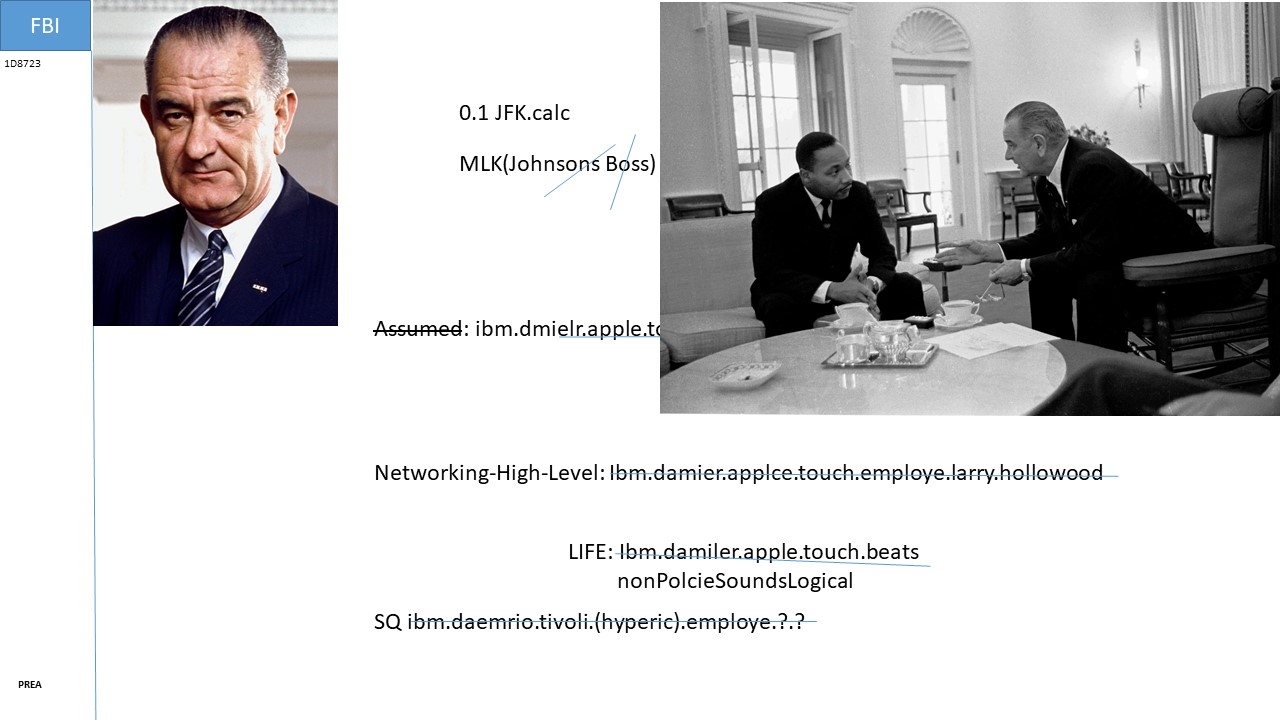 FBI
1D8723
0.1 JFK.calc
MLK(Johnsons Boss)
Assumed: ibm.dmielr.apple.to
Networking-High-Level: Ibm.damier.applce.touch.employe.larry.hollowood
LIFE: Ibm.damiler.apple.touch.beats
nonPolcieSoundsLogical
SQ ibm.daemrio.tivoli.(hyperic).employe.?.?
PREA